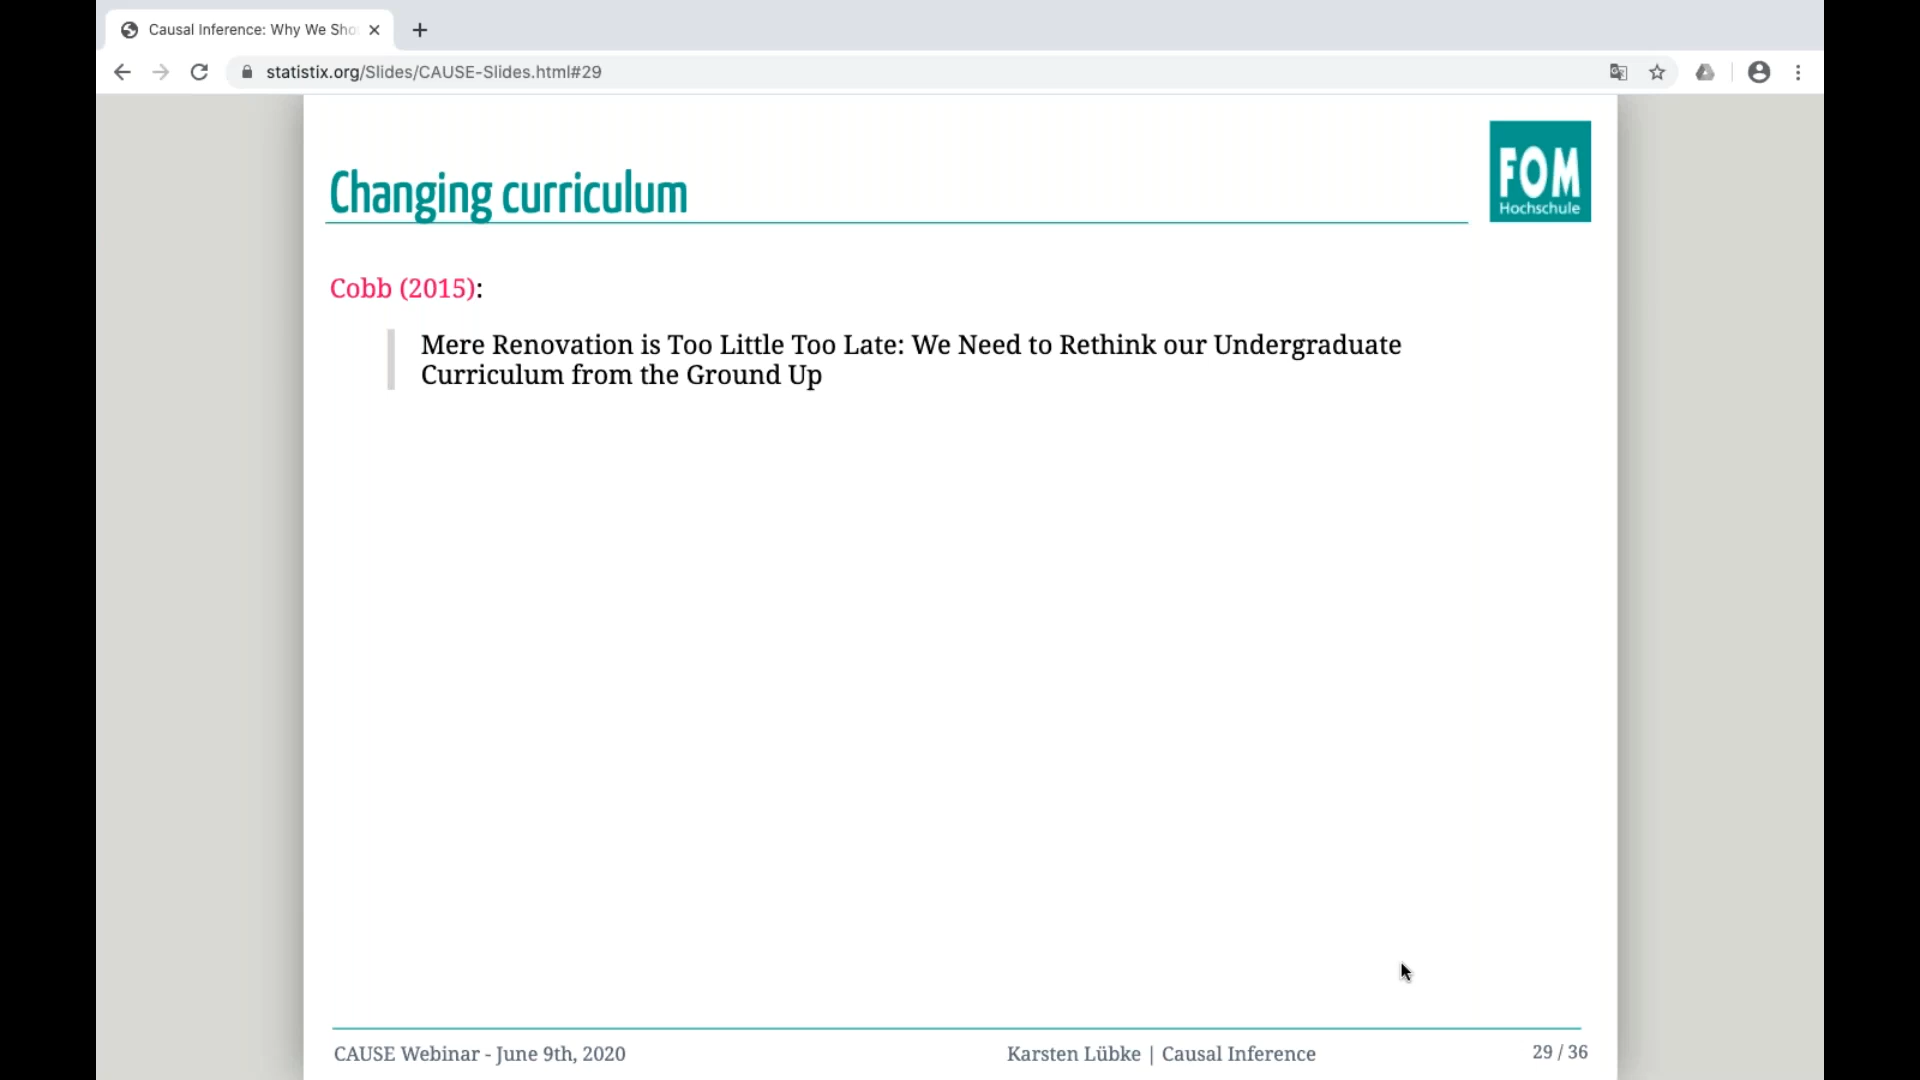 Causal Inference: Why We Sho
statistix.org/Slides/CAUSE-Slides.html#29
FOM
Hochschule
Changing curriculum
Cobb (2015):
Mere Renovation is Too Little Too Late: We Need to Rethink our Undergraduate
Curriculum from the Ground Up
CAUSE Webinar - June 9th, 2020
Karsten Lübke | Causal Inference
29 / 36